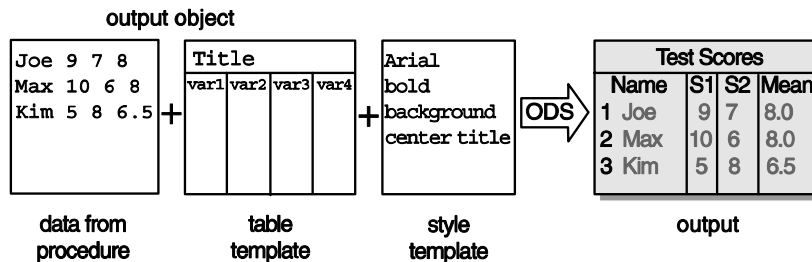 output object
Joe 9 7 8
Max 10 6 8
Kim 5 8 6.5
+
Title
var1 var2 var3 var4
+
Arial
bold
background
center title
ODS
Test Scores
Name S1 S2 Mean
1 Joe 9 7 8.0
2 Max 10 6 8.0
3 Kim 5 8 6.5
data from
procedure
table
template
style
template
output